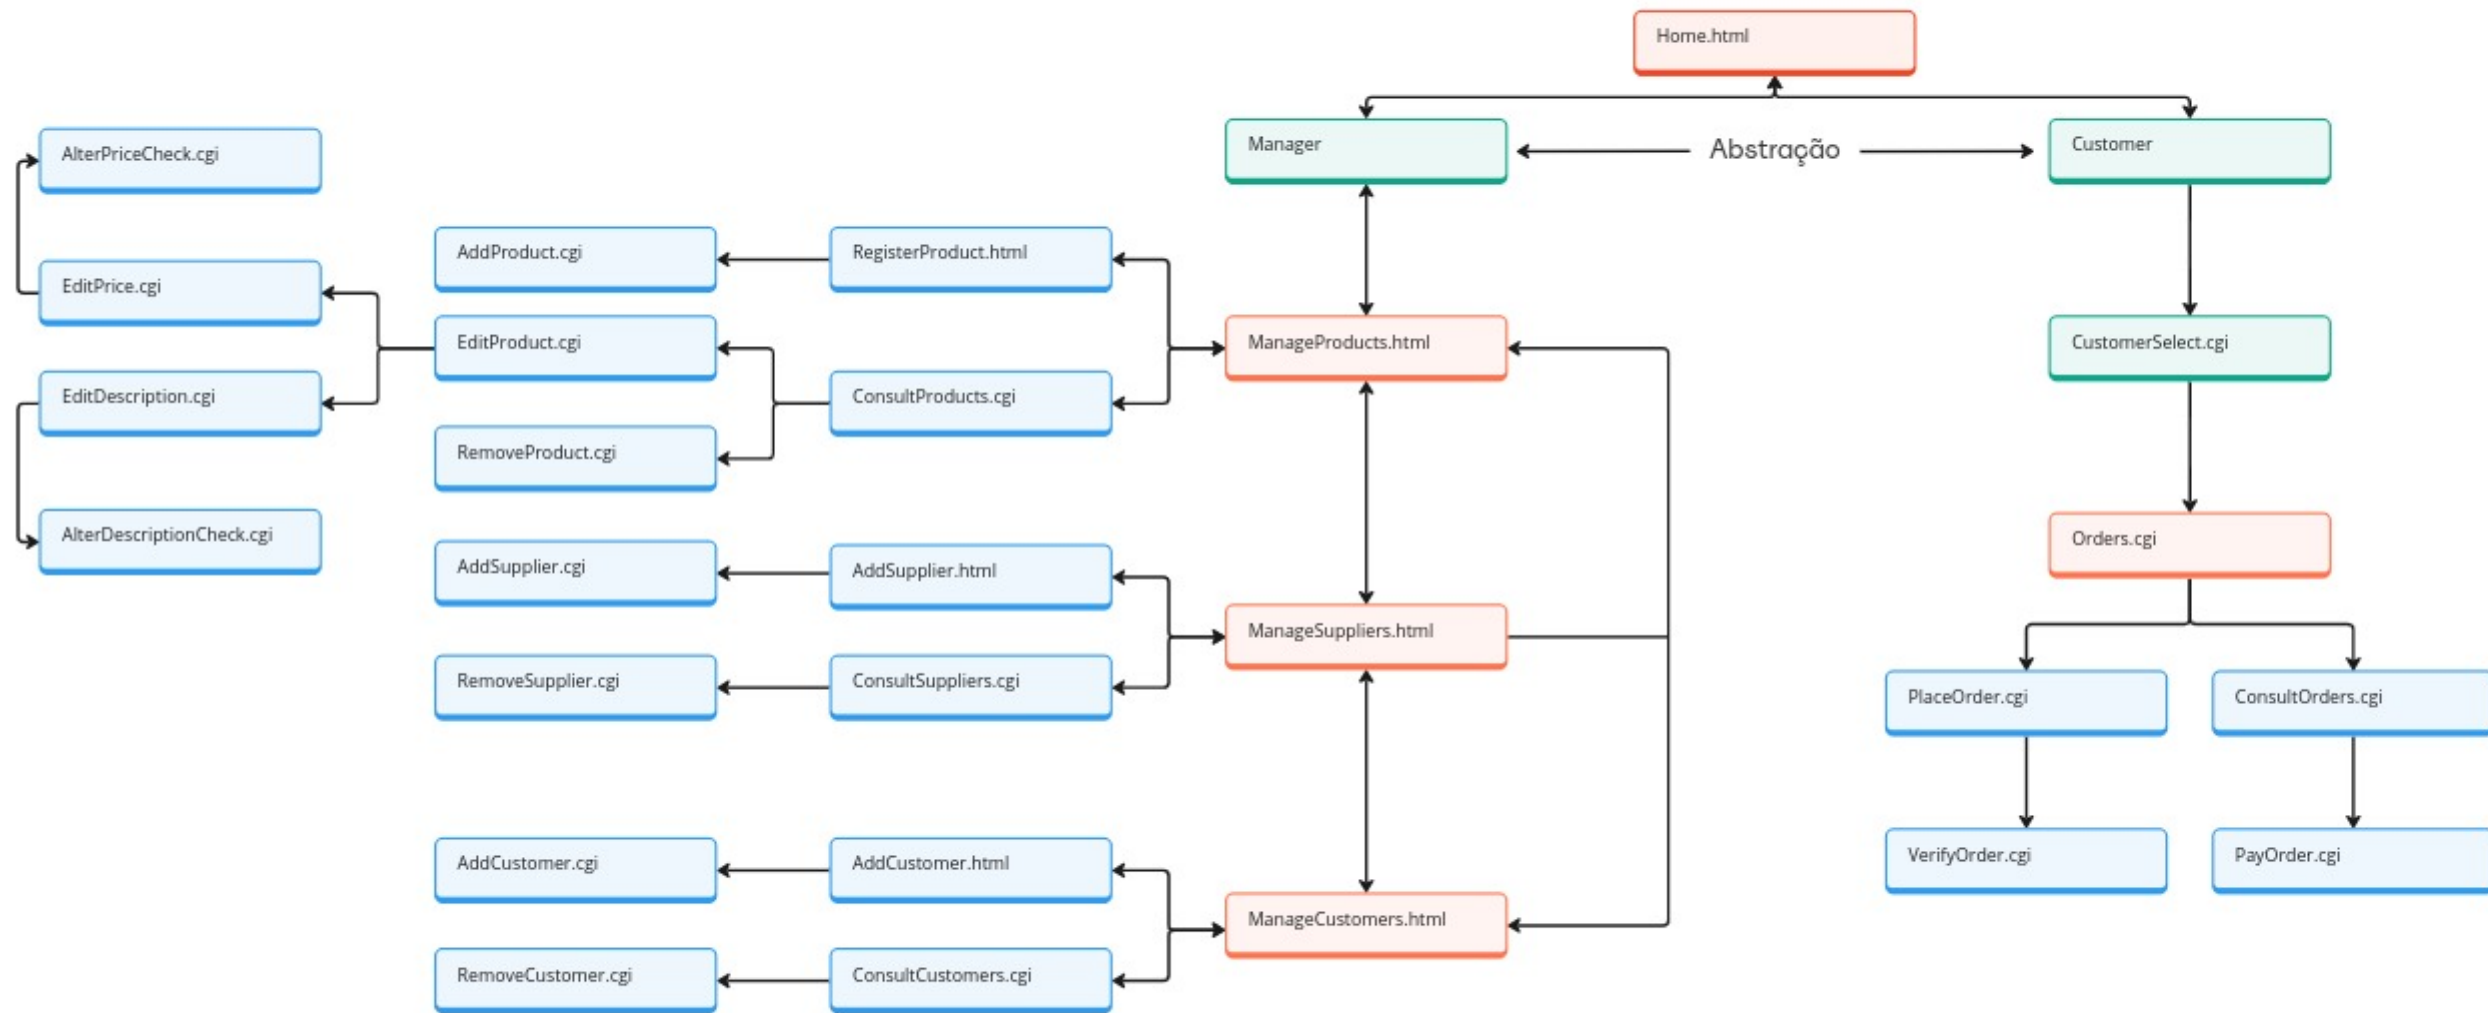 Home.html
Manager
Abstração
Customer
AlterPriceCheck.cgi
AddProduct.cgi
RegisterProduct.html
EditPrice.cgi
EditProduct.cgi
ManageProducts.html
CustomerSelect.cgi
EditDescription.cgi
ConsultProducts.cgi
RemoveProduct.cgi
AlterDescriptionCheck.cgi
Orders.cgi
AddSupplier.cgi
AddSupplier.html
ManageSuppliers.html
RemoveSupplier.cgi
ConsultSuppliers.cgi
PlaceOrder.cgi
ConsultOrders.cgi
AddCustomer.cgi
AddCustomer.html
VerifyOrder.cgi
PayOrder.cgi
ManageCustomers.html
RemoveCustomer.cgi
ConsultCustomers.cgi